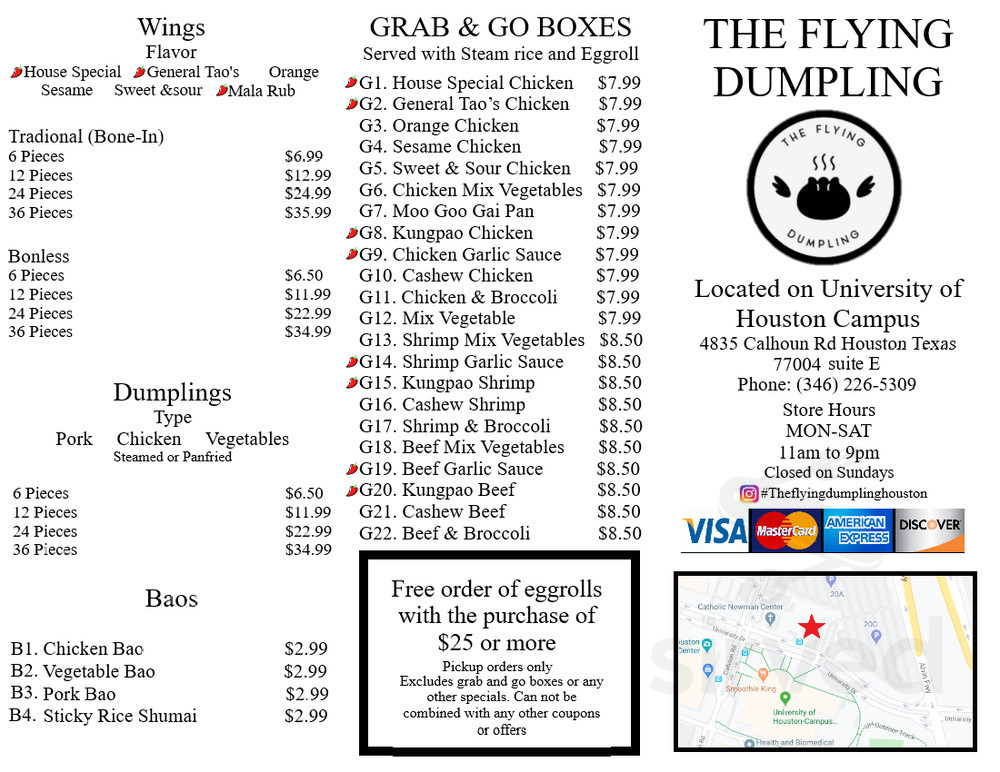 Wings
Flavor
House Special General Tao's Orange
Sesame Sweet &sour Mala Rub
Tradional (Bone-In)
6 Pieces $6.99
12 Pieces $12.99
24 Pieces $24.99
36 Pieces $35.99
Bonless
6 Pieces $6.50
12 Pieces $11.99
24 Pieces $22.99
36 Pieces $34.99
Dumplings
Type
Pork Chicken Vegetables
Steamed or Panfried
6 Pieces $6.50
12 Pieces $11.99
24 Pieces $22.99
36 Pieces $34.99
Baos
B1. Chicken Bao $2.99
B2. Vegetable Bao $2.99
B3. Pork Bao $2.99
B4. Sticky Rice Shumai $2.99
GRAB & GO BOXES
Served with Steam rice and Eggroll
G1. House Special Chicken $7.99
G2. General Tao's Chicken $7.99
G3. Orange Chicken $7.99
G4. Sesame Chicken $7.99
G5. Sweet & Sour Chicken $7.99
G6. Chicken Mix Vegetables $7.99
G7. Moo Goo Gai Pan $7.99
G8. Kungpao Chicken $7.99
G9. Chicken Garlic Sauce $7.99
G10. Cashew Chicken $7.99
G11. Chicken & Broccoli $7.99
G12. Mix Vegetable $7.99
G13. Shrimp Mix Vegetables $8.50
G14. Shrimp Garlic Sauce $8.50
G15. Kungpao Shrimp $8.50
G16. Cashew Shrimp $8.50
G17. Shrimp & Broccoli $8.50
G18. Beef Mix Vegetables $8.50
G19. Beef Garlic Sauce $8.50
G20. Kungpao Beef $8.50
G21. Cashew Beef $8.50
G22. Beef & Broccoli $8.50
Free order of eggrolls
with the purchase of
$25 or more
Pickup orders only
Excludes grab and go boxes or any
other specials. Can not be
combined with any other coupons
or offers
THE FLYING
DUMPLING
THE FLYING
DUMPLING
Located on University of
Houston Campus
4835 Calhoun Rd Houston Texas
77004 suite E
Phone: (346) 226-5309
Store Hours
MON-SAT
11am to 9pm
Closed on Sundays
#Theflyingdumplinghouston
VISA MasterCard AMERICAN EXPRESS DISCOVER
20A
Catholic Newman Center
20C
University Dr
uston
Center
Calhoun Rd
University Dr
Smoothie King
Alvin Fwy
University of
Houston-Campus...
University
UH-Outdoor-Track
Health and Biomedical